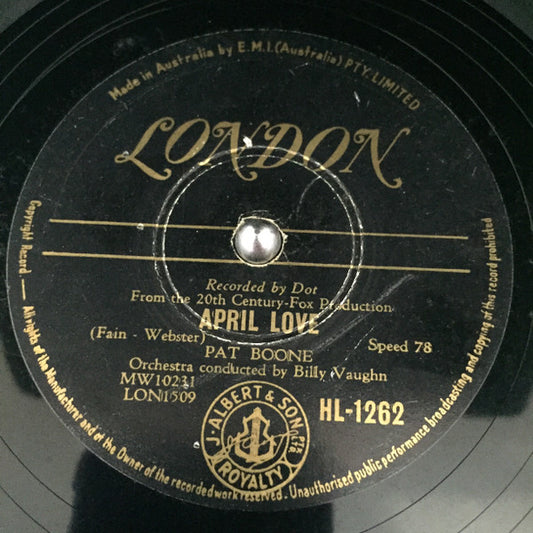 Made in Australia by E.M.I. (Australia) PTY. LIMITED
LONDON
Recorded by Dot
From the 20th Century-Fox Production
APRIL LOVE
(Fain - Webster)
Speed 78
PAT BOONE
Orchestra conducted by Billy Vaughn
MW10231
LON1509
HL-1262
J. ALBERT & SON PTY LTD
ROYALTY
Copyright Record. — All rights of the Manufacturer and of the Owner of the recorded work reserved. Unauthorised public performance broadcasting and copying of this record prohibited